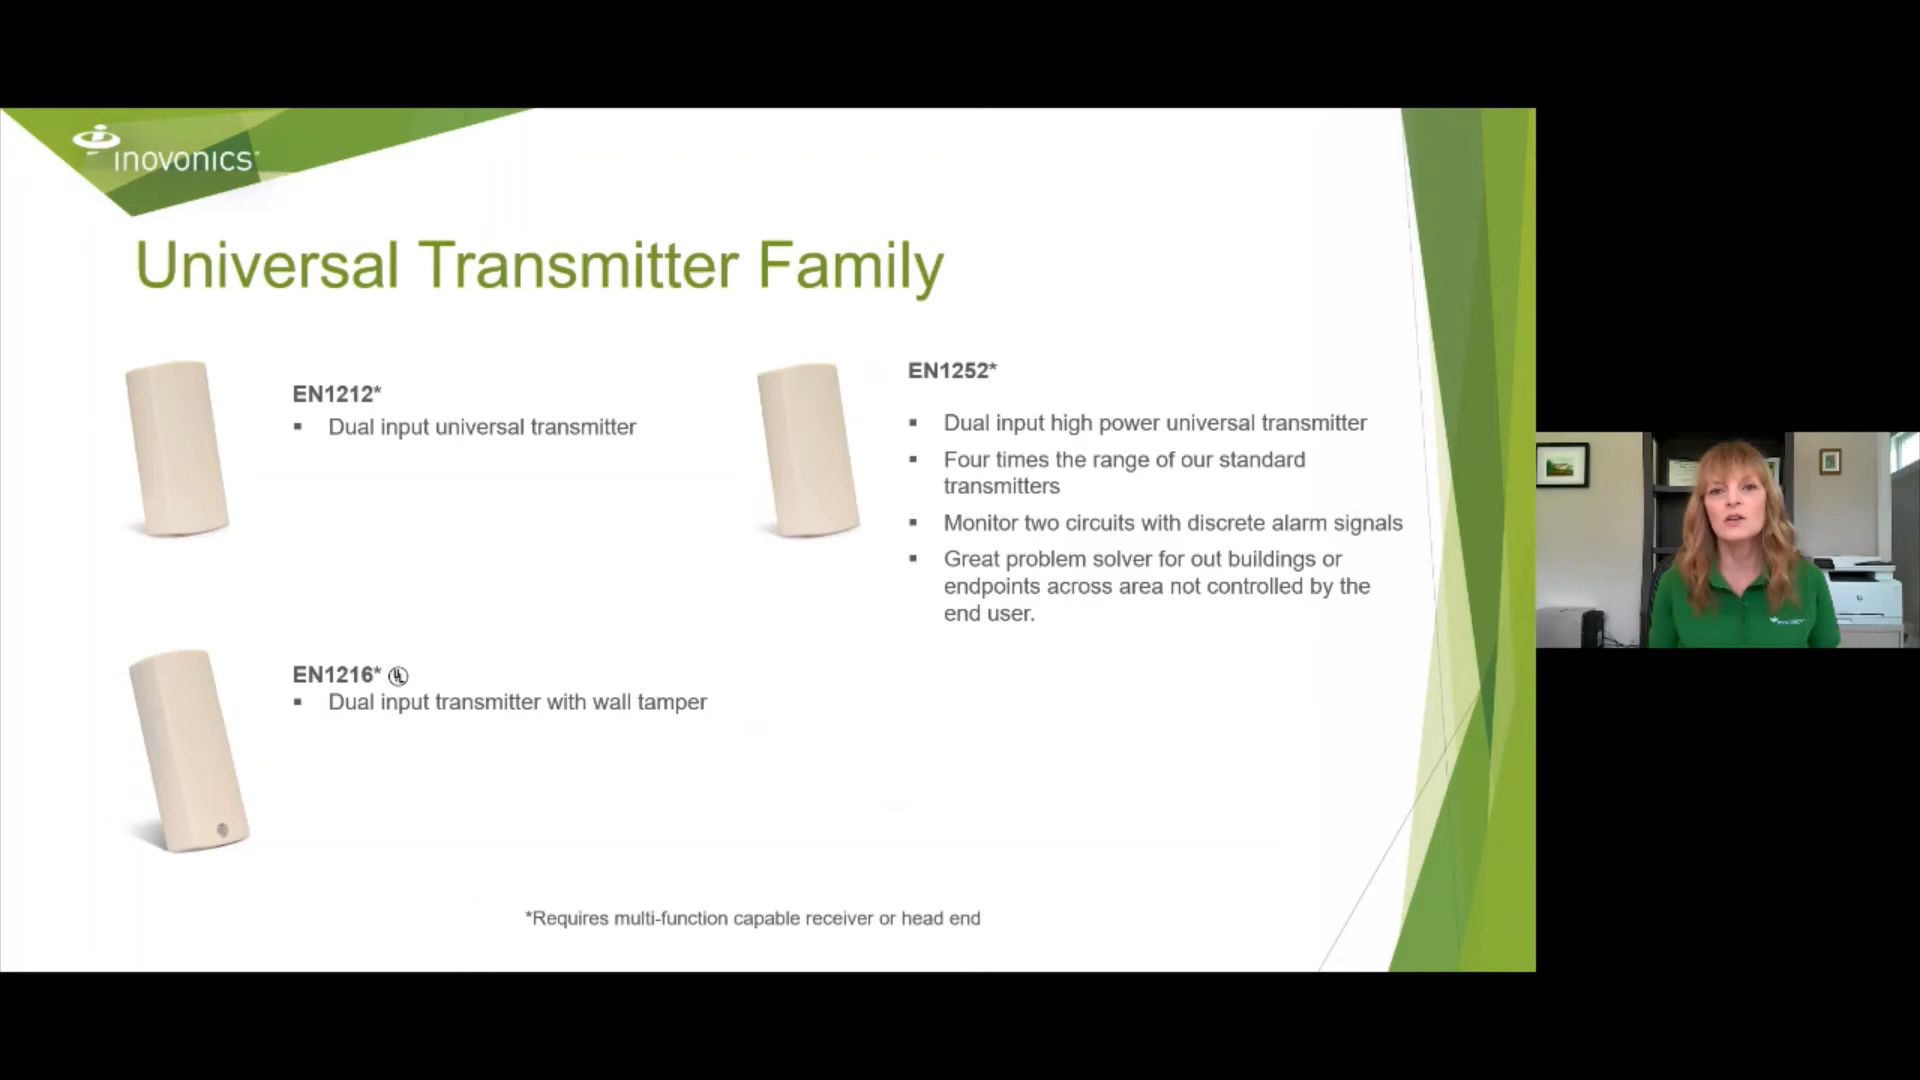 inovonics
Universal Transmitter Family
EN1212*
▪ Dual input universal transmitter
EN1216* UL
▪ Dual input transmitter with wall tamper
EN1252*
▪ Dual input high power universal transmitter
▪ Four times the range of our standard
transmitters
▪ Monitor two circuits with discrete alarm signals
▪ Great problem solver for out buildings or
endpoints across area not controlled by the
end user.
*Requires multi-function capable receiver or head end